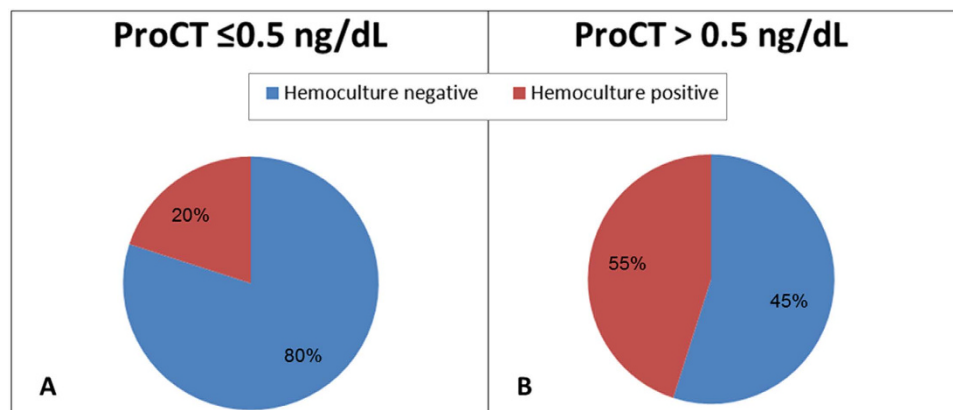 ProCT ≤0.5 ng/dL
ProCT > 0.5 ng/dL
Hemoculture negative
Hemoculture positive
20%
80%
A
55%
45%
B